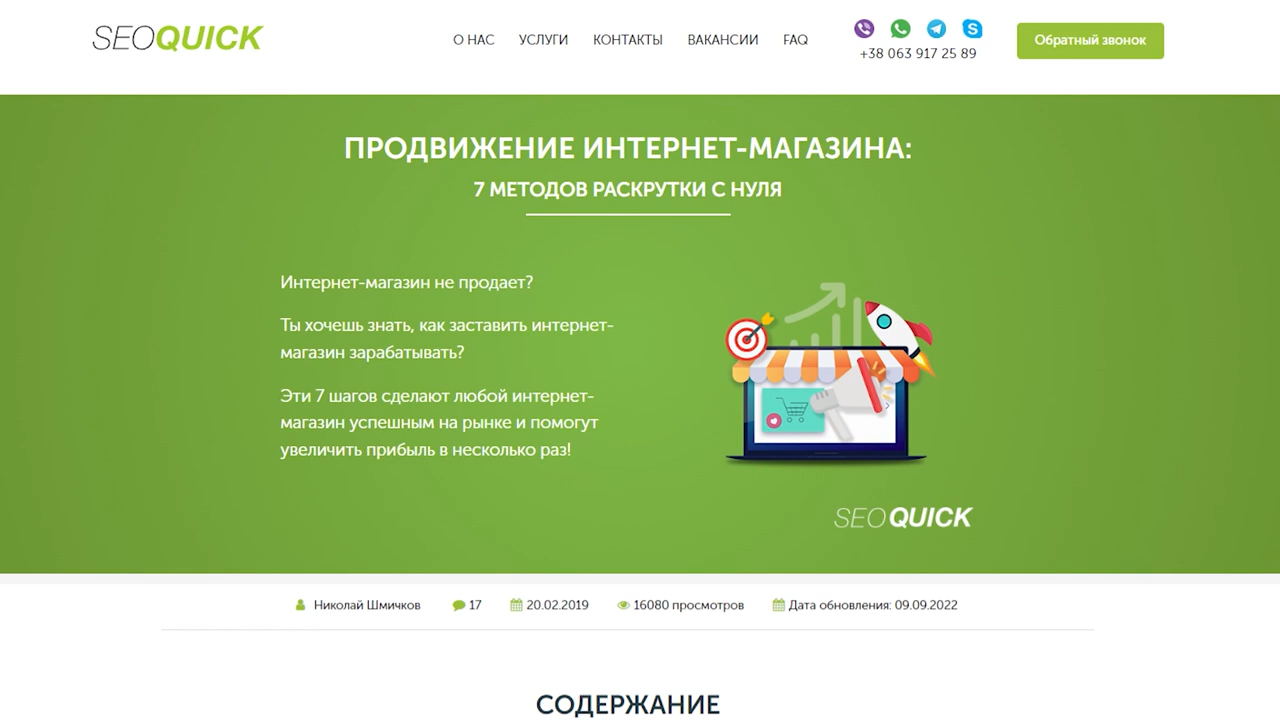 SEOQUICK
О НАС УСЛУГИ КОНТАКТЫ ВАКАНСИИ FAQ
+38 063 917 25 89
Обратный звонок
ПРОДВИЖЕНИЕ ИНТЕРНЕТ-МАГАЗИНА:
7 МЕТОДОВ РАСКРУТКИ С НУЛЯ
Интернет-магазин не продает?
Ты хочешь знать, как заставить интернет-
магазин зарабатывать?
Эти 7 шагов сделают любой интернет-
магазин успешным на рынке и помогут
увеличить прибыль в несколько раз!
SEOQUICK
Николай Шмичков 17 20.02.2019 16080 просмотров Дата обновления: 09.09.2022
СОДЕРЖАНИЕ